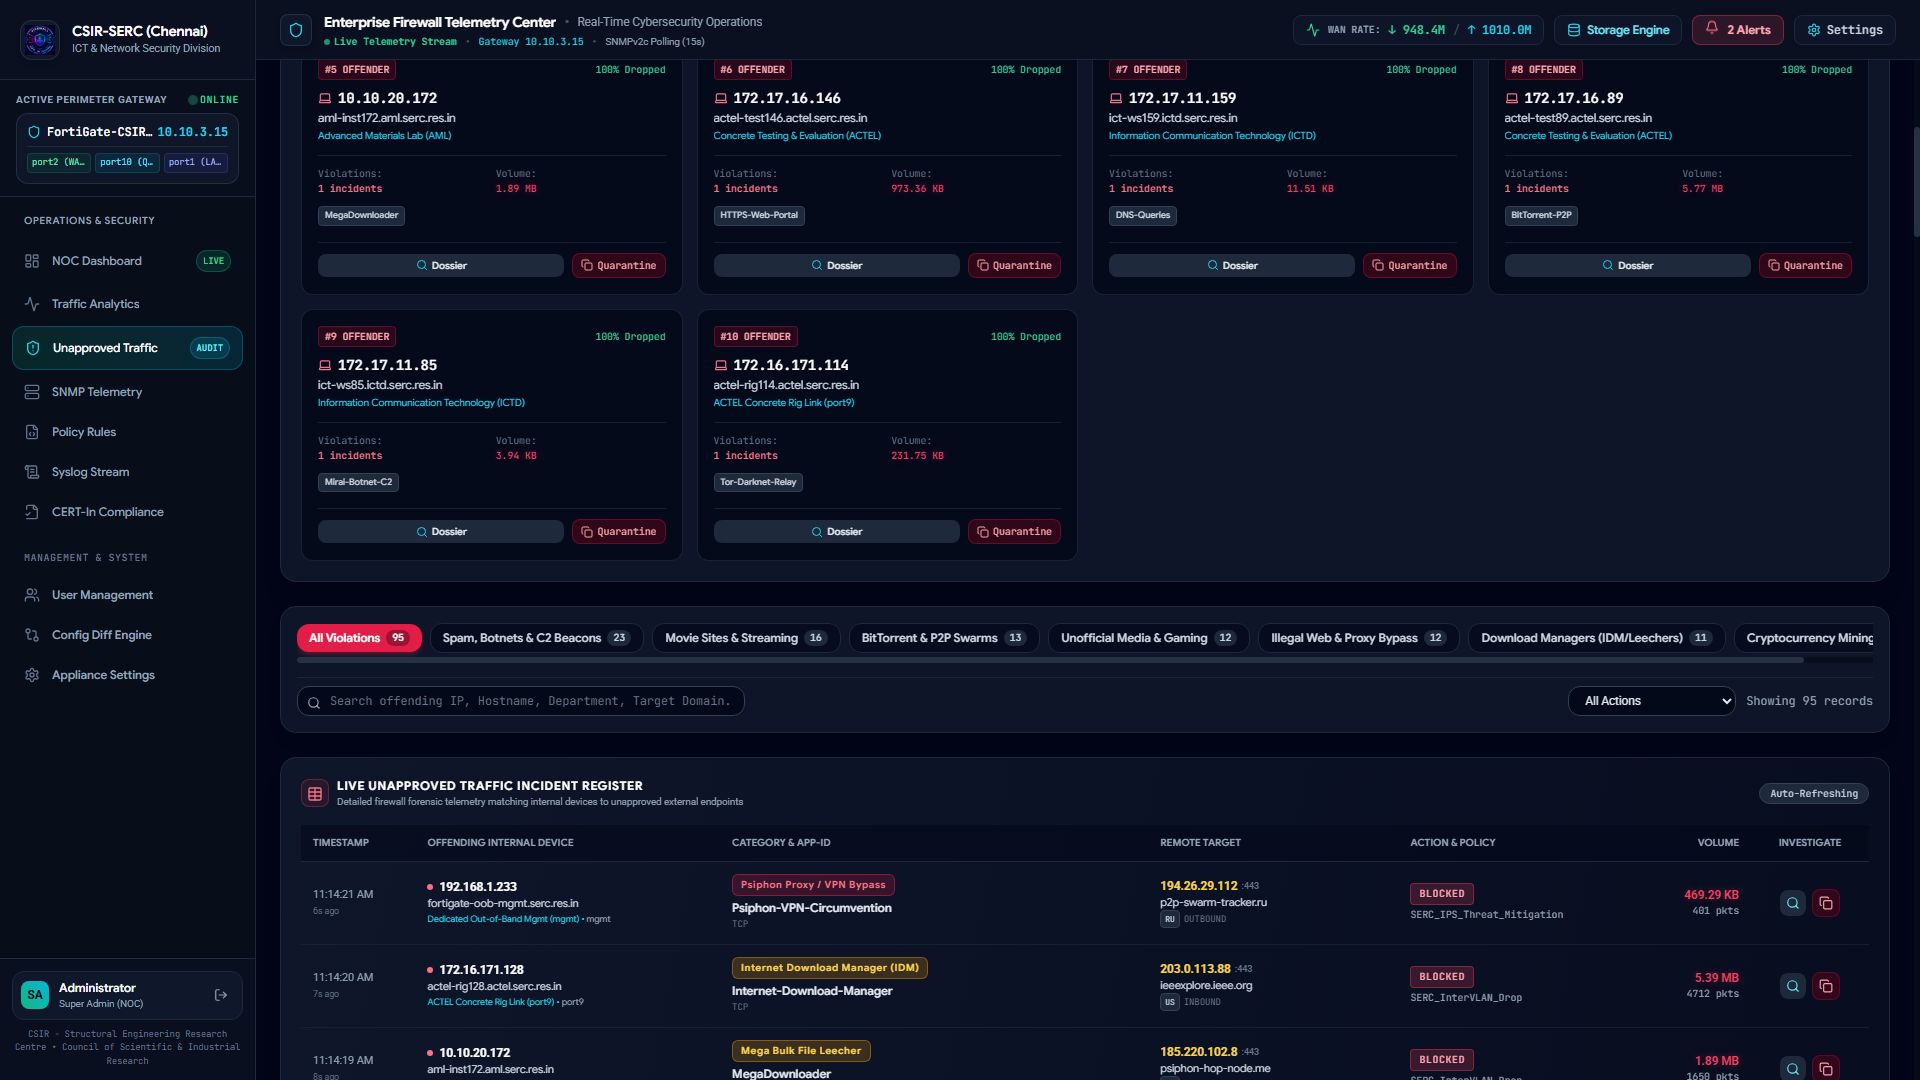 CSIR-SERC (Chennai)
ICT & Network Security Division
ACTIVE PERIMETER GATEWAY
ONLINE
FortiGate-CSIR... 10.10.3.15
port2 (WA… port10 (Q… port1 (LA…
OPERATIONS & SECURITY
NOC Dashboard LIVE
Traffic Analytics
Unapproved Traffic AUDIT
SNMP Telemetry
Policy Rules
Syslog Stream
CERT-In Compliance
MANAGEMENT & SYSTEM
User Management
Config Diff Engine
Appliance Settings
SA
Administrator
Super Admin (NOC)
CSIR - Structural Engineering Research
Centre • Council of Scientific & Industrial
Research
Enterprise Firewall Telemetry Center • Real-Time Cybersecurity Operations
Live Telemetry Stream • Gateway 10.10.3.15 • SNMPv2c Polling (15s)
WAN RATE: ↓ 948.4M / ↑ 1010.0M
Storage Engine
2 Alerts
Settings
#5 OFFENDER 100% Dropped
10.10.20.172
aml-inst172.aml.serc.res.in
Advanced Materials Lab (AML)
Violations: Volume:
1 incidents 1.89 MB
MegaDownloader
Dossier Quarantine
#6 OFFENDER 100% Dropped
172.17.16.146
actel-test146.actel.serc.res.in
Concrete Testing & Evaluation (ACTEL)
Violations: Volume:
1 incidents 973.36 KB
HTTPS-Web-Portal
Dossier Quarantine
#7 OFFENDER 100% Dropped
172.17.11.159
ict-ws159.ictd.serc.res.in
Information Communication Technology (ICTD)
Violations: Volume:
1 incidents 11.51 KB
DNS-Queries
Dossier Quarantine
#8 OFFENDER 100% Dropped
172.17.16.89
actel-test89.actel.serc.res.in
Concrete Testing & Evaluation (ACTEL)
Violations: Volume:
1 incidents 5.77 MB
BitTorrent-P2P
Dossier Quarantine
#9 OFFENDER 100% Dropped
172.17.11.85
ict-ws85.ictd.serc.res.in
Information Communication Technology (ICTD)
Violations: Volume:
1 incidents 3.94 KB
Mirai-Botnet-C2
Dossier Quarantine
#10 OFFENDER 100% Dropped
172.16.171.114
actel-rig114.actel.serc.res.in
ACTEL Concrete Rig Link (port9)
Violations: Volume:
1 incidents 231.75 KB
Tor-Darknet-Relay
Dossier Quarantine
All Violations 95
Spam, Botnets & C2 Beacons 23
Movie Sites & Streaming 16
BitTorrent & P2P Swarms 13
Unofficial Media & Gaming 12
Illegal Web & Proxy Bypass 12
Download Managers (IDM/Leechers) 11
Cryptocurrency Mining
Search offending IP, Hostname, Department, Target Domain.
All Actions
Showing 95 records
LIVE UNAPPROVED TRAFFIC INCIDENT REGISTER
Detailed firewall forensic telemetry matching internal devices to unapproved external endpoints
Auto-Refreshing
TIMESTAMP OFFENDING INTERNAL DEVICE CATEGORY & APP-ID REMOTE TARGET ACTION & POLICY VOLUME INVESTIGATE
11:14:21 AM
6s ago
192.168.1.233
fortigate-oob-mgmt.serc.res.in
Dedicated Out-of-Band Mgmt (mgmt) • mgmt
Psiphon Proxy / VPN Bypass
Psiphon-VPN-Circumvention
TCP
194.26.29.112 :443
p2p-swarm-tracker.ru
RU OUTBOUND
BLOCKED
SERC_IPS_Threat_Mitigation
469.29 KB
401 pkts
11:14:20 AM
7s ago
172.16.171.128
actel-rig128.actel.serc.res.in
ACTEL Concrete Rig Link (port9) • port9
Internet Download Manager (IDM)
Internet-Download-Manager
TCP
203.0.113.88 :443
ieeexplore.ieee.org
US INBOUND
BLOCKED
SERC_InterVLAN_Drop
5.39 MB
4712 pkts
11:14:19 AM
8s ago
10.10.20.172
aml-inst172.aml.serc.res.in
Mega Bulk File Leecher
MegaDownloader
185.220.102.8 :443
psiphon-hop-node.me
BLOCKED
SERC_InterVLAN_Drop
1.89 MB
1650 pkts